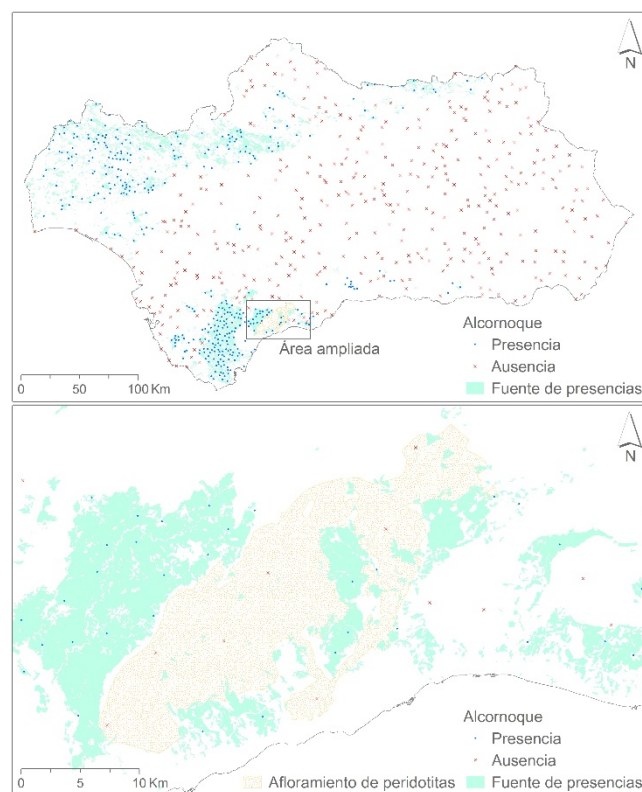 N
Área ampliada
Alcornoque
Presencia
Ausencia
Fuente de presencias
0 50 100 Km
N
Alcornoque
Presencia
Ausencia
0 5 10 Km
Afloramiento de peridotitas
Fuente de presencias